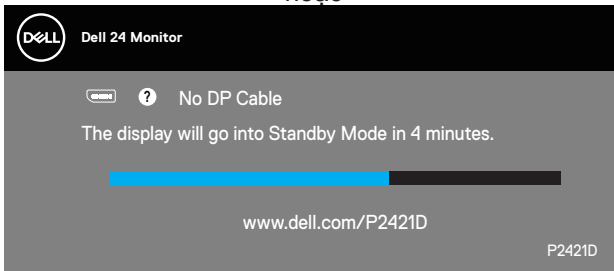 DELL
Dell 24 Monitor
? No DP Cable
The display will go into Standby Mode in 4 minutes.
www.dell.com/P2421D
P2421D